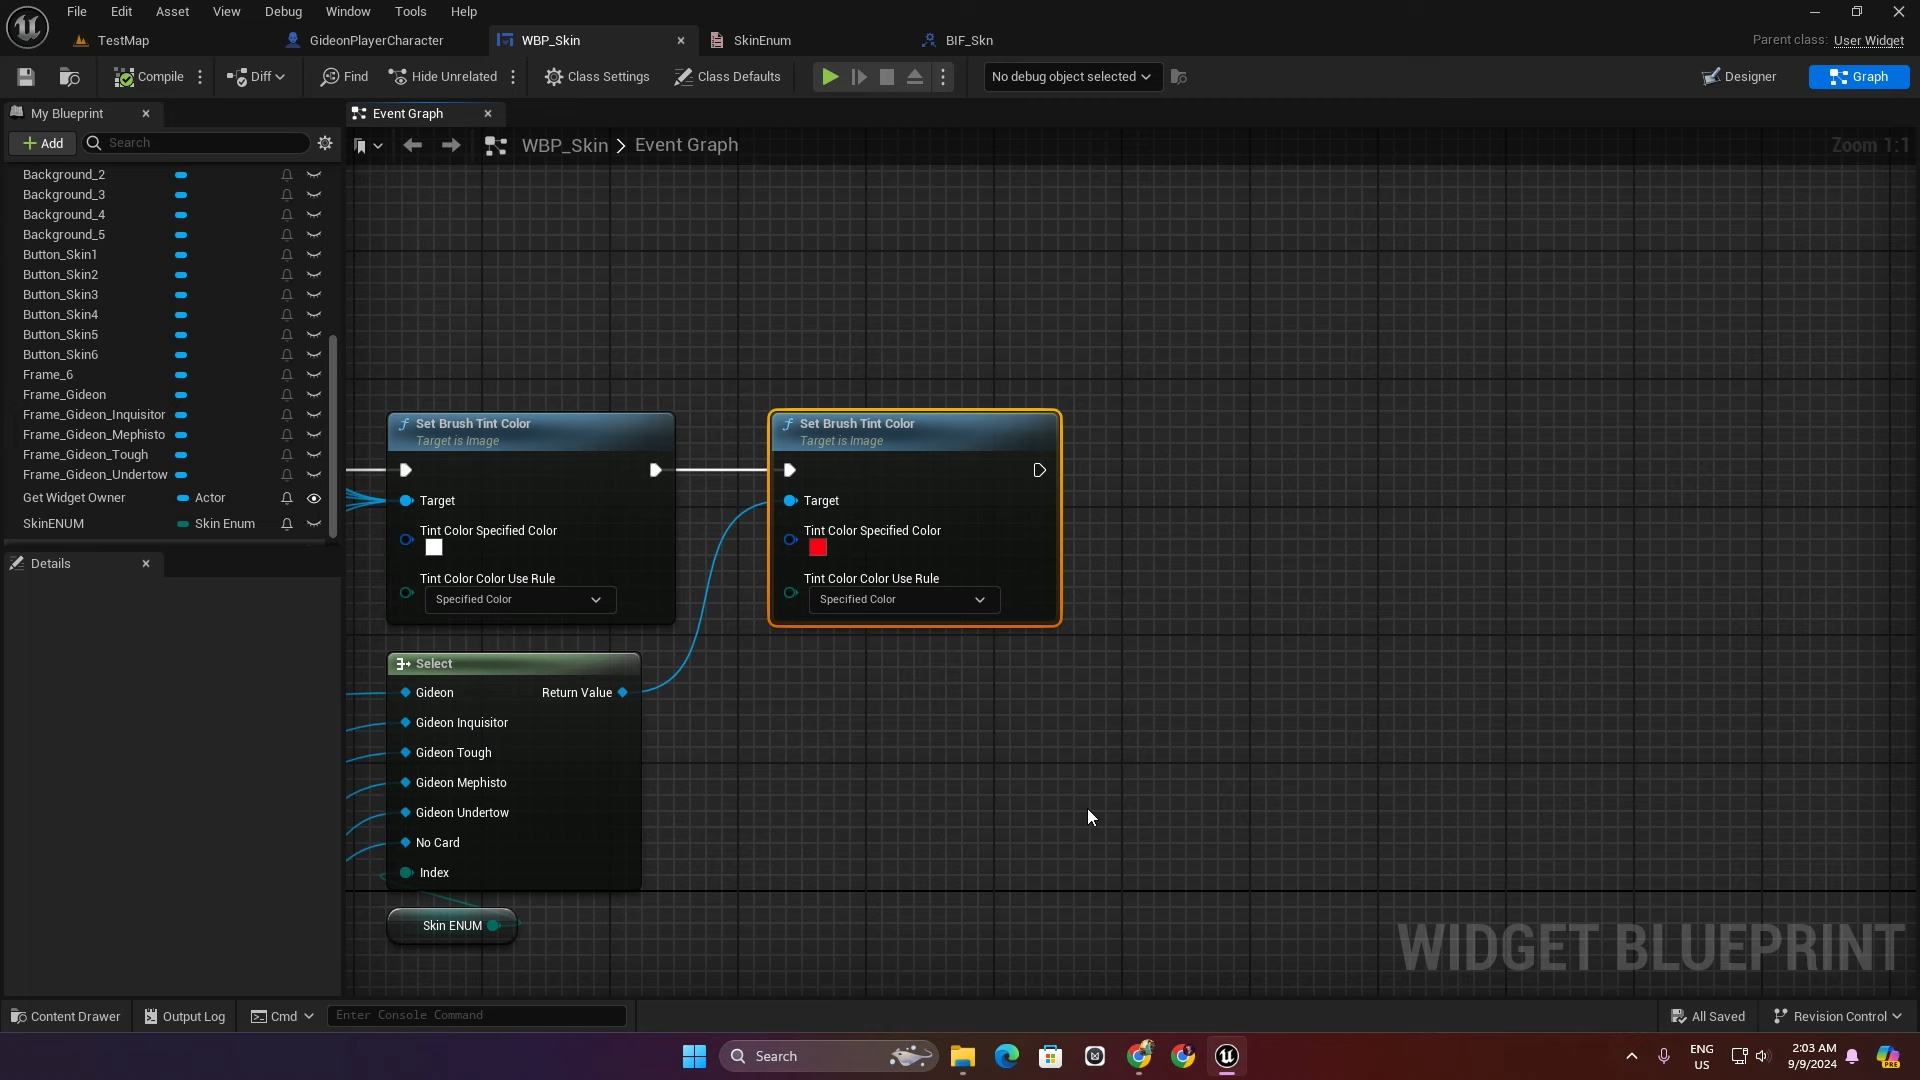 File Edit Asset View Debug Window Tools Help
TestMap GideonPlayerCharacter WBP_Skin SkinEnum BIF_Skn Parent class: User Widget
Compile Diff Find Hide Unrelated Class Settings Class Defaults No debug object selected Designer Graph
My Blueprint Event Graph
Add Search WBP_Skin > Event Graph Zoom 1:1
Background_2
Background_3
Background_4
Background_5
Button_Skin1
Button_Skin2
Button_Skin3
Button_Skin4
Button_Skin5
Button_Skin6
Frame_6
Frame_Gideon
Frame_Gideon_Inquisitor
Frame_Gideon_Mephisto
Frame_Gideon_Tough
Frame_Gideon_Undertow
Get Widget Owner Actor
SkinENUM Skin Enum
Details
Set Brush Tint Color
Target is Image
Target
Tint Color Specified Color
Tint Color Color Use Rule
Specified Color
Set Brush Tint Color
Target is Image
Target
Tint Color Specified Color
Tint Color Color Use Rule
Specified Color
Select
Gideon Return Value
Gideon Inquisitor
Gideon Tough
Gideon Mephisto
Gideon Undertow
No Card
Index
Skin ENUM
WIDGET BLUEPRINT
Content Drawer Output Log Cmd Enter Console Command All Saved Revision Control
Search ENG 2:03 AM
US 9/9/2024
PRE